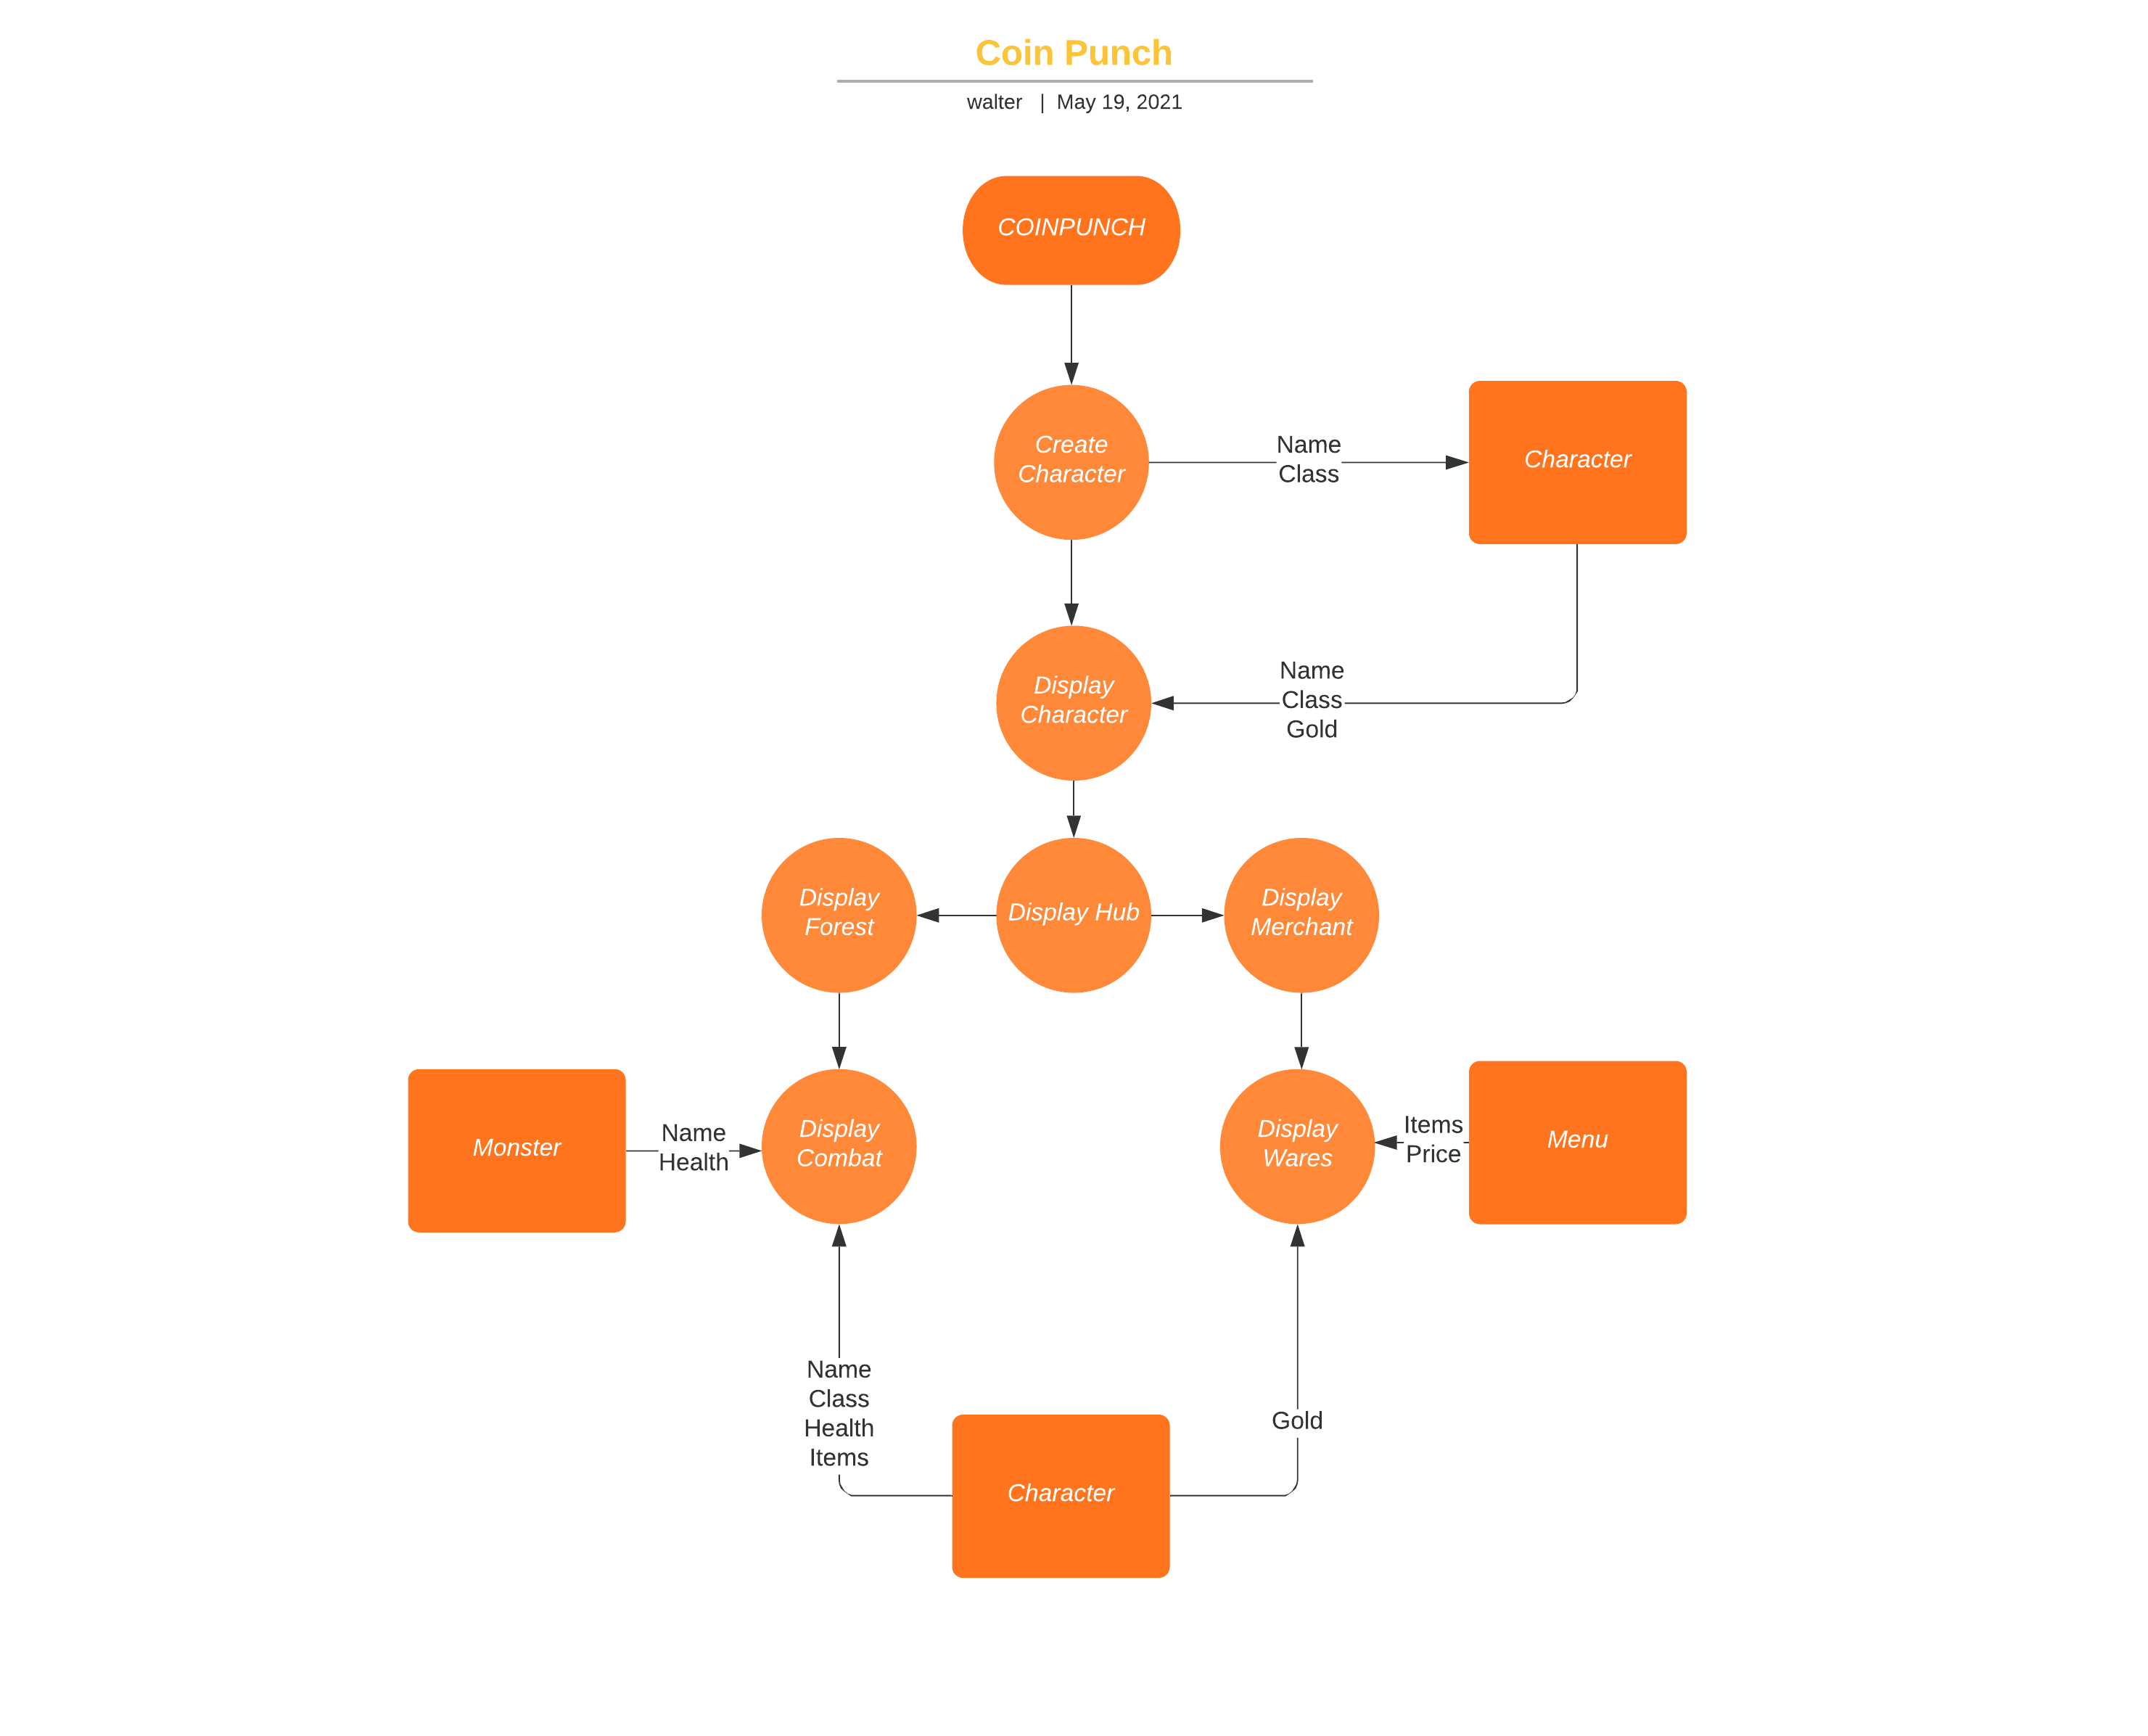 Coin Punch
walter | May 19, 2021
COINPUNCH
Create
Character
Name
Class
Character
Display
Character
Name
Class
Gold
Display
Forest
Display Hub
Display
Merchant
Monster
Name
Health
Display
Combat
Display
Wares
Items
Price
Menu
Name
Class
Health
Items
Character
Gold